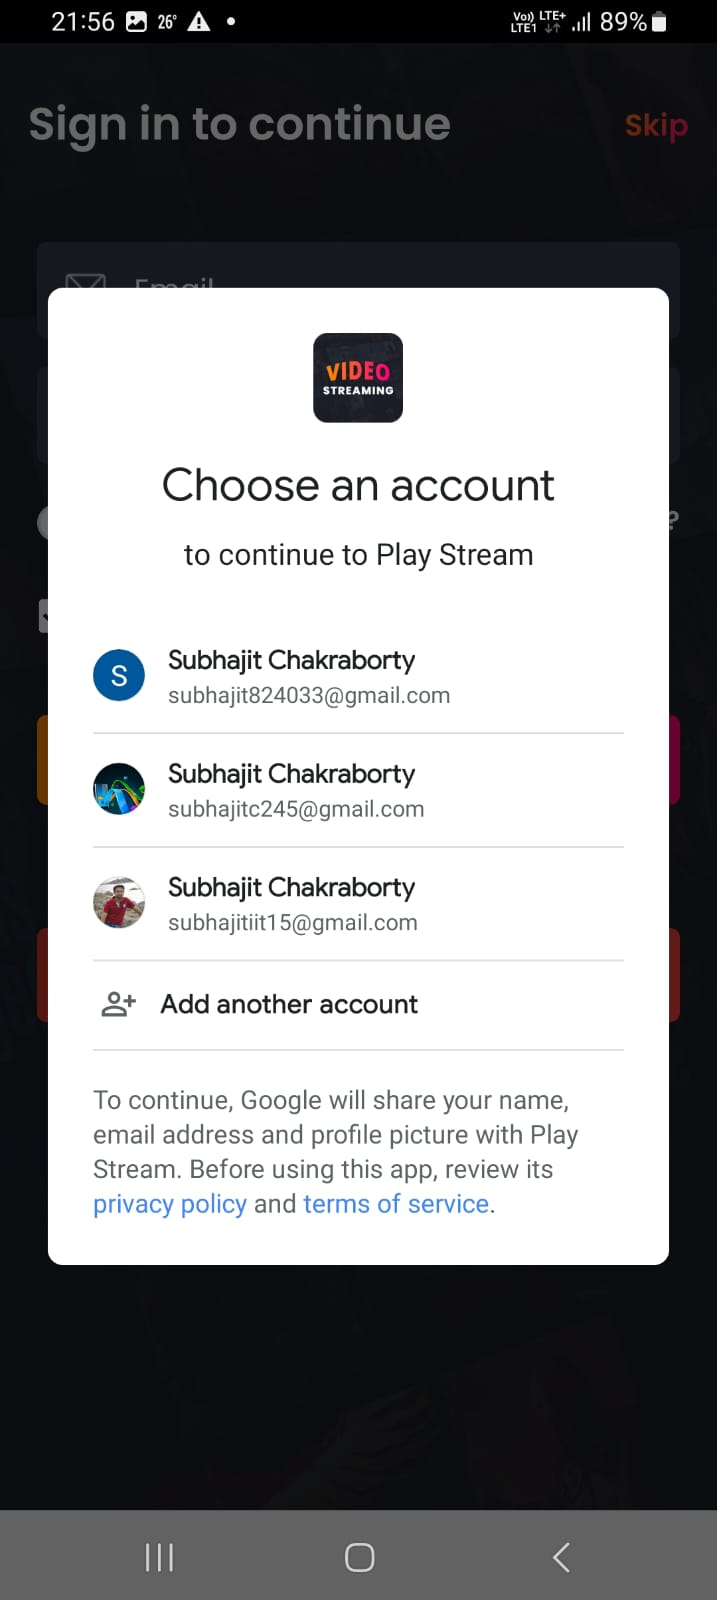 21:56 26° Vo)) LTE+ LTE1 89%
Sign in to continue Skip
Email
VIDEO
STREAMING
Choose an account
to continue to Play Stream
?
S
Subhajit Chakraborty
subhajit824033@gmail.com
Subhajit Chakraborty
subhajitc245@gmail.com
Subhajit Chakraborty
subhajitiit15@gmail.com
Add another account
To continue, Google will share your name,
email address and profile picture with Play
Stream. Before using this app, review its
privacy policy and terms of service.